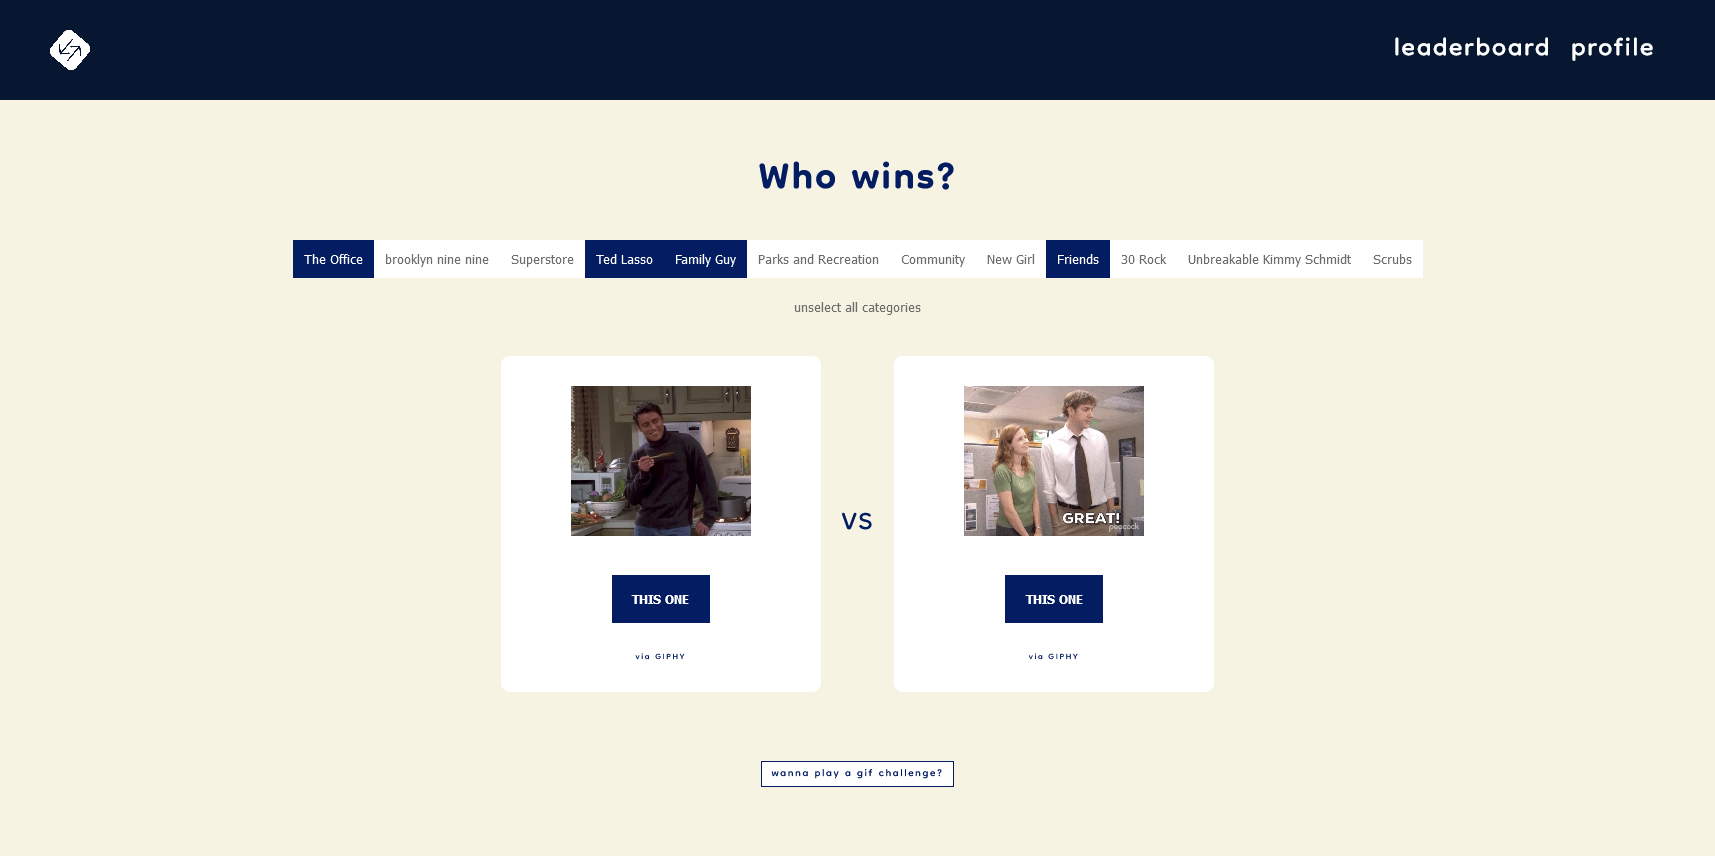 leaderboard profile
Who wins?
The Office brooklyn nine nine Superstore Ted Lasso Family Guy Parks and Recreation Community New Girl Friends 30 Rock Unbreakable Kimmy Schmidt Scrubs
unselect all categories
GREAT!
peacock
VS
THIS ONE THIS ONE
via GIPHY via GIPHY
wanna play a gif challenge?